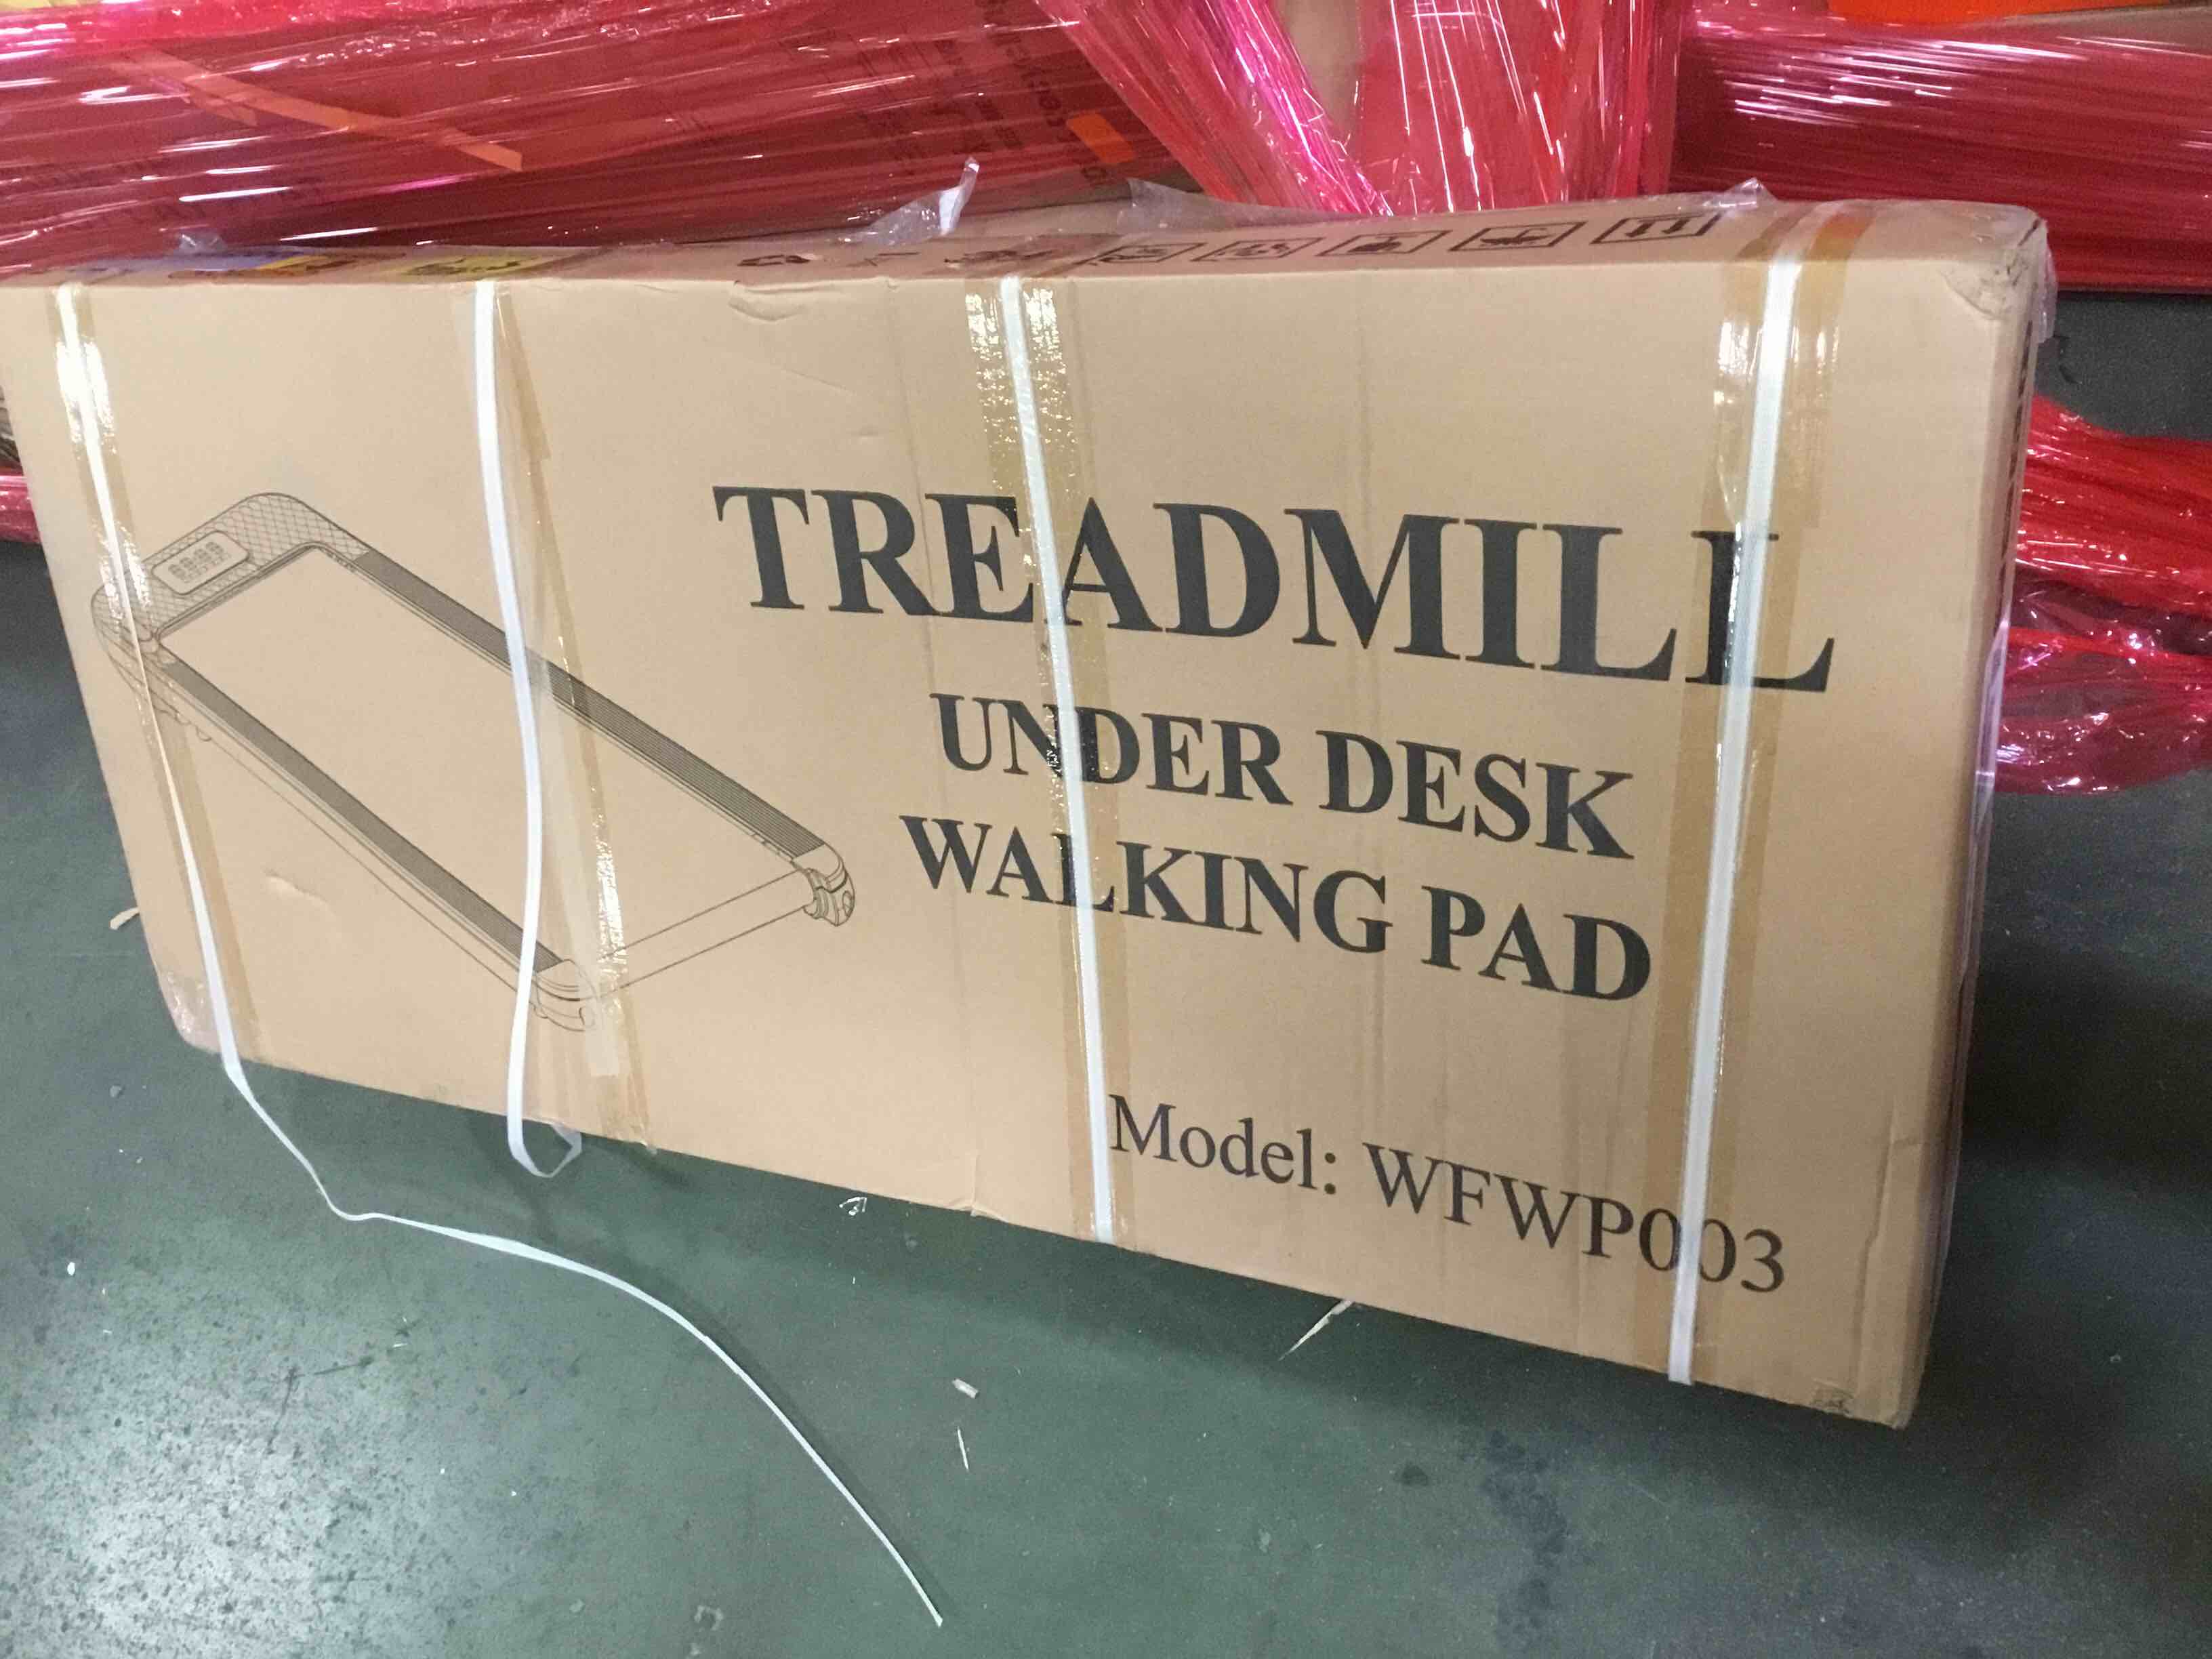 TREADMILL
UNDER DESK
WALKING PAD
Model: WFWP003